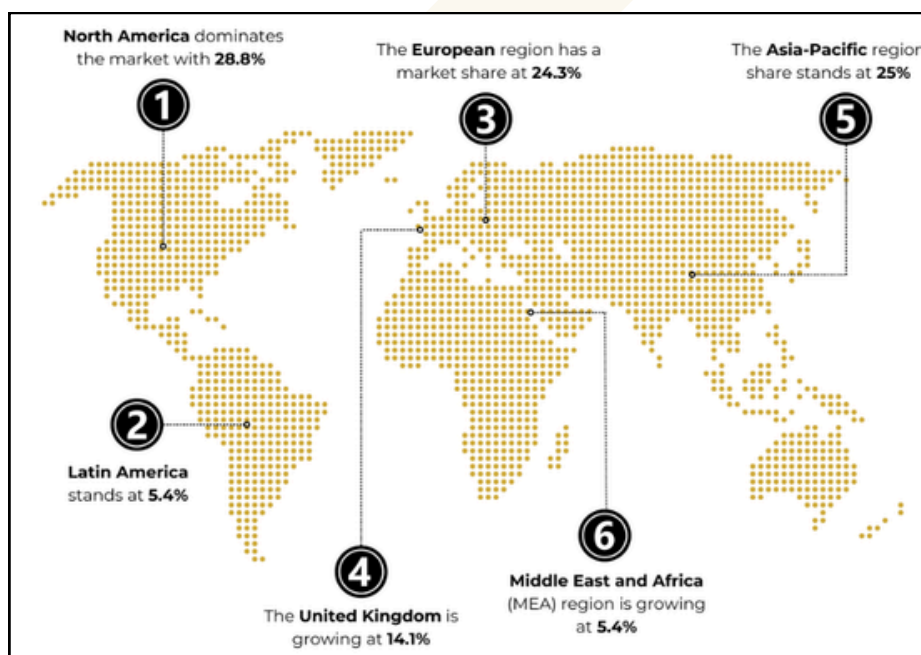 North America dominates
the market with 28.8%
1
The European region has a
market share at 24.3%
3
The Asia-Pacific region
share stands at 25%
5
2
Latin America
stands at 5.4%
4
The United Kingdom is
growing at 14.1%
6
Middle East and Africa
(MEA) region is growing
at 5.4%